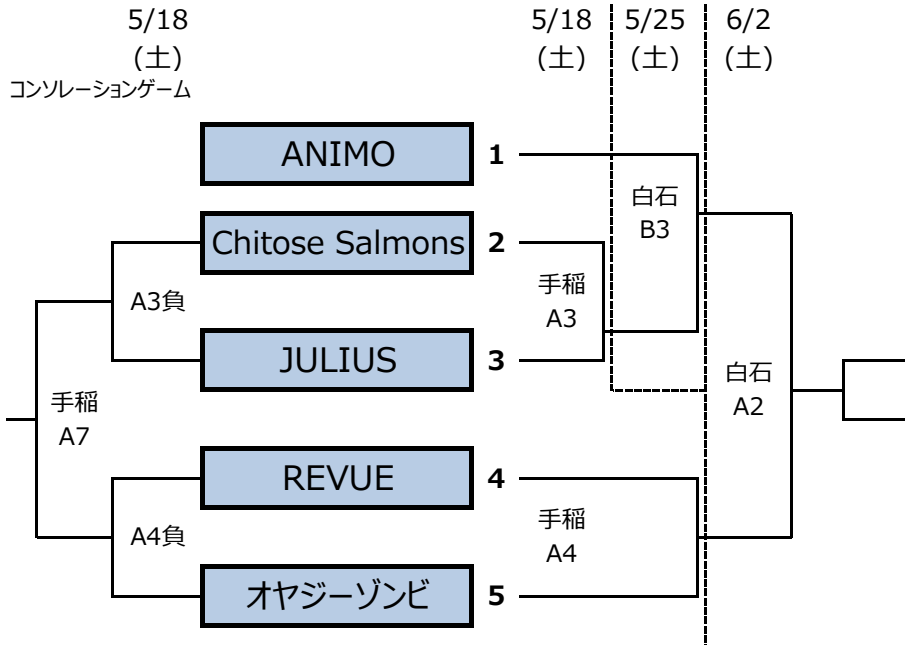 5/18
(土)
コンソレーションゲーム
5/18
(土)
5/25
(土)
6/2
(土)
ANIMO
1
Chitose Salmons
2
JULIUS
3
REVUE
4
オヤジーゾンビ
5
A3負
A4負
手稲
A7
手稲
A3
手稲
A4
白石
B3
白石
A2